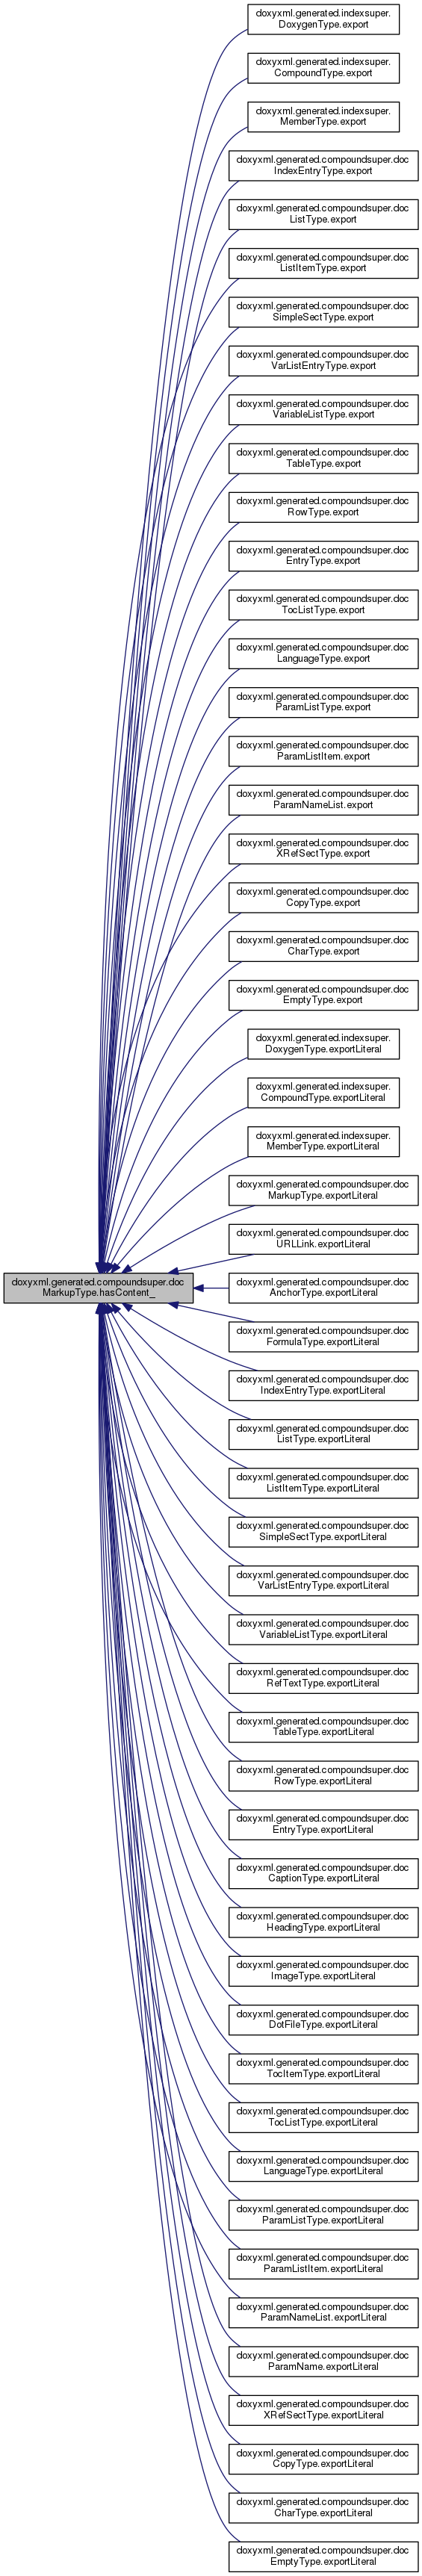 doxyxml.generated.indexsuper.
DoxygenType.export
doxyxml.generated.indexsuper.
CompoundType.export
doxyxml.generated.indexsuper.
MemberType.export
doxyxml.generated.compoundsuper.doc
IndexEntryType.export
doxyxml.generated.compoundsuper.doc
ListType.export
doxyxml.generated.compoundsuper.doc
ListItemType.export
doxyxml.generated.compoundsuper.doc
SimpleSectType.export
doxyxml.generated.compoundsuper.doc
VarListEntryType.export
doxyxml.generated.compoundsuper.doc
VariableListType.export
doxyxml.generated.compoundsuper.doc
TableType.export
doxyxml.generated.compoundsuper.doc
RowType.export
doxyxml.generated.compoundsuper.doc
EntryType.export
doxyxml.generated.compoundsuper.doc
TocListType.export
doxyxml.generated.compoundsuper.doc
LanguageType.export
doxyxml.generated.compoundsuper.doc
ParamListType.export
doxyxml.generated.compoundsuper.doc
ParamListItem.export
doxyxml.generated.compoundsuper.doc
ParamNameList.export
doxyxml.generated.compoundsuper.doc
XRefSectType.export
doxyxml.generated.compoundsuper.doc
CopyType.export
doxyxml.generated.compoundsuper.doc
CharType.export
doxyxml.generated.compoundsuper.doc
EmptyType.export
doxyxml.generated.indexsuper.
DoxygenType.exportLiteral
doxyxml.generated.indexsuper.
CompoundType.exportLiteral
doxyxml.generated.indexsuper.
MemberType.exportLiteral
doxyxml.generated.compoundsuper.doc
MarkupType.exportLiteral
doxyxml.generated.compoundsuper.doc
URLLink.exportLiteral
doxyxml.generated.compoundsuper.doc
MarkupType.hasContent_
doxyxml.generated.compoundsuper.doc
AnchorType.exportLiteral
doxyxml.generated.compoundsuper.doc
FormulaType.exportLiteral
doxyxml.generated.compoundsuper.doc
IndexEntryType.exportLiteral
doxyxml.generated.compoundsuper.doc
ListType.exportLiteral
doxyxml.generated.compoundsuper.doc
ListItemType.exportLiteral
doxyxml.generated.compoundsuper.doc
SimpleSectType.exportLiteral
doxyxml.generated.compoundsuper.doc
VarListEntryType.exportLiteral
doxyxml.generated.compoundsuper.doc
VariableListType.exportLiteral
doxyxml.generated.compoundsuper.doc
RefTextType.exportLiteral
doxyxml.generated.compoundsuper.doc
TableType.exportLiteral
doxyxml.generated.compoundsuper.doc
RowType.exportLiteral
doxyxml.generated.compoundsuper.doc
EntryType.exportLiteral
doxyxml.generated.compoundsuper.doc
CaptionType.exportLiteral
doxyxml.generated.compoundsuper.doc
HeadingType.exportLiteral
doxyxml.generated.compoundsuper.doc
ImageType.exportLiteral
doxyxml.generated.compoundsuper.doc
DotFileType.exportLiteral
doxyxml.generated.compoundsuper.doc
TocItemType.exportLiteral
doxyxml.generated.compoundsuper.doc
TocListType.exportLiteral
doxyxml.generated.compoundsuper.doc
LanguageType.exportLiteral
doxyxml.generated.compoundsuper.doc
ParamListType.exportLiteral
doxyxml.generated.compoundsuper.doc
ParamListItem.exportLiteral
doxyxml.generated.compoundsuper.doc
ParamNameList.exportLiteral
doxyxml.generated.compoundsuper.doc
ParamName.exportLiteral
doxyxml.generated.compoundsuper.doc
XRefSectType.exportLiteral
doxyxml.generated.compoundsuper.doc
CopyType.exportLiteral
doxyxml.generated.compoundsuper.doc
CharType.exportLiteral
doxyxml.generated.compoundsuper.doc
EmptyType.exportLiteral